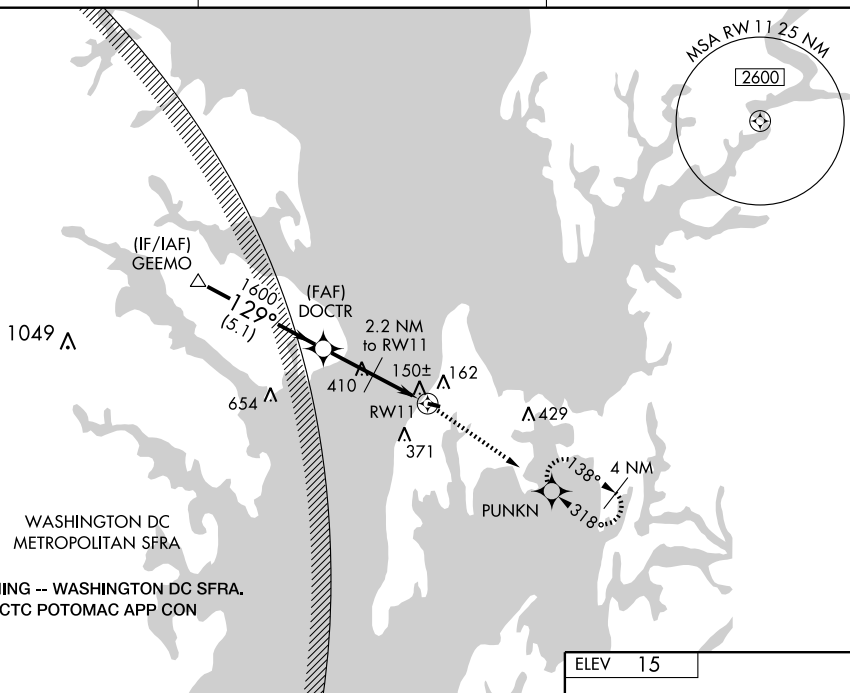 MSA RW 11 25 NM
2600
(IF/IAF)
GEEMO
1600
129°
(5.1)
(FAF)
DOCTR
2.2 NM
to RW11
1049
410
150±
162
654
RW11
429
371
138°
4 NM
318°
PUNKN
WASHINGTON DC
METROPOLITAN SFRA
ING -- WASHINGTON DC SFRA.
CTC POTOMAC APP CON
ELEV 15